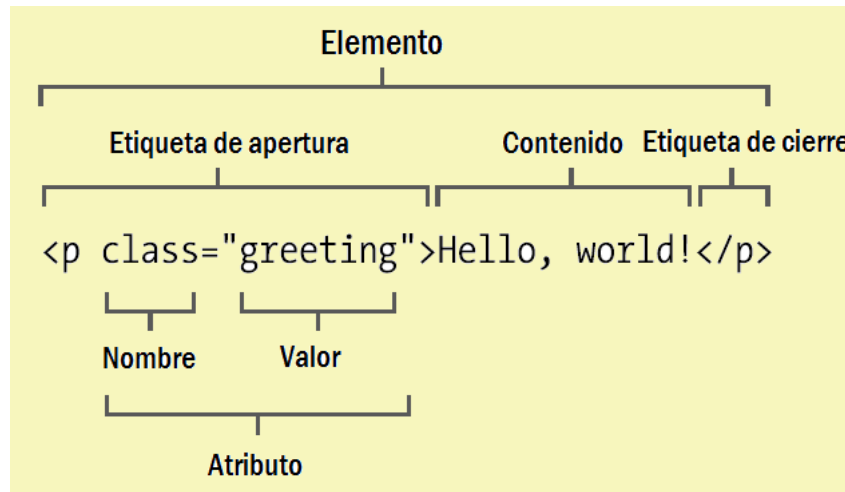 Elemento
Etiqueta de apertura Contenido Etiqueta de cierre
<p class="greeting">Hello, world!</p>
Nombre Valor
Atributo